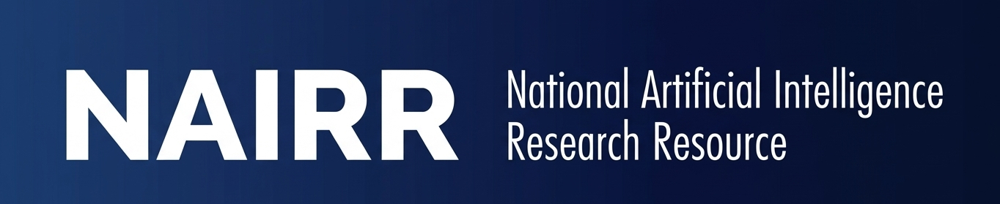 NAIRR
National Artificial Intelligence
Research Resource